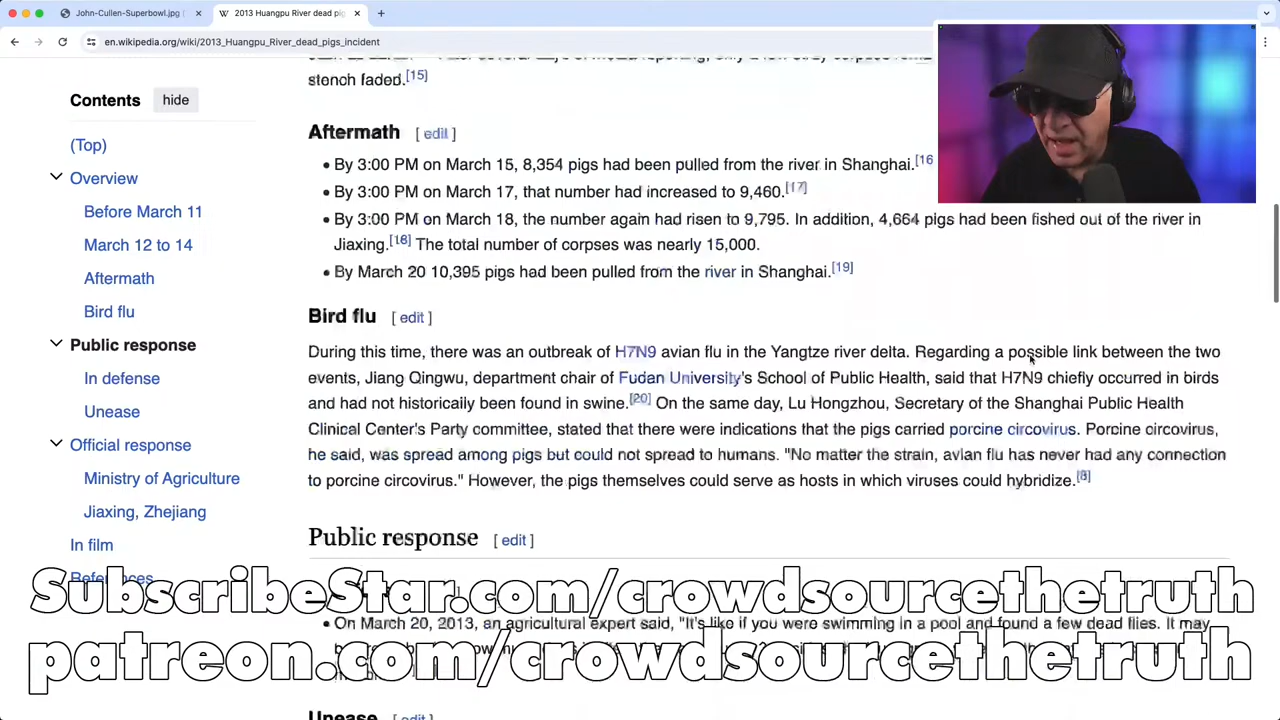 John-Cullen-Superbowl.jpg (
2013 Huangpu River dead pig
en.wikipedia.org/wiki/2013_Huangpu_River_dead_pigs_incident
stench faded.[15]
Contents hide
(Top)
Overview
Before March 11
March 12 to 14
Aftermath
Bird flu
Public response
In defense
Unease
Official response
Ministry of Agriculture
Jiaxing, Zhejiang
In film
References
Aftermath [ edit ]
By 3:00 PM on March 15, 8,354 pigs had been pulled from the river in Shanghai.[16
By 3:00 PM on March 17, that number had increased to 9,460.[17]
By 3:00 PM on March 18, the number again had risen to 9,795. In addition, 4,664 pigs had been fished out of the river in
Jiaxing.[18] The total number of corpses was nearly 15,000.
By March 20 10,395 pigs had been pulled from the river in Shanghai.[19]
Bird flu [ edit ]
During this time, there was an outbreak of H7N9 avian flu in the Yangtze river delta. Regarding a possible link between the two
events, Jiang Qingwu, department chair of Fudan University's School of Public Health, said that H7N9 chiefly occurred in birds
and had not historically been found in swine.[20] On the same day, Lu Hongzhou, Secretary of the Shanghai Public Health
Clinical Center's Party committee, stated that there were indications that the pigs carried porcine circovirus. Porcine circovirus,
he said, was spread among pigs but could not spread to humans. "No matter the strain, avian flu has never had any connection
to porcine circovirus." However, the pigs themselves could serve as hosts in which viruses could hybridize.[8]
Public response [ edit ]
On March 20, 2013, an agricultural expert said, "It's like if you were swimming in a pool and found a few dead flies. It may
Unease [ edit ]
SubscribeStar.com/crowdsourcethetruth
patreon.com/crowdsourcethetruth